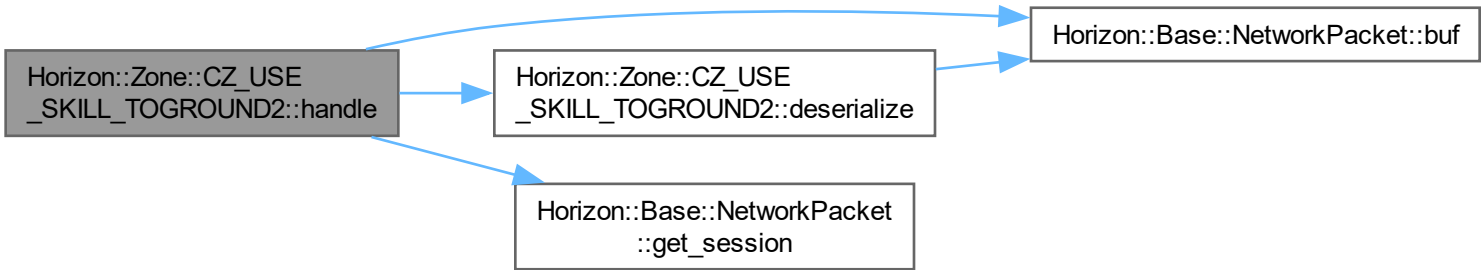 Horizon::Zone::CZ_USE
_SKILL_TOGROUND2::handle
Horizon::Zone::CZ_USE
_SKILL_TOGROUND2::deserialize
Horizon::Base::NetworkPacket::buf
Horizon::Base::NetworkPacket
::get_session